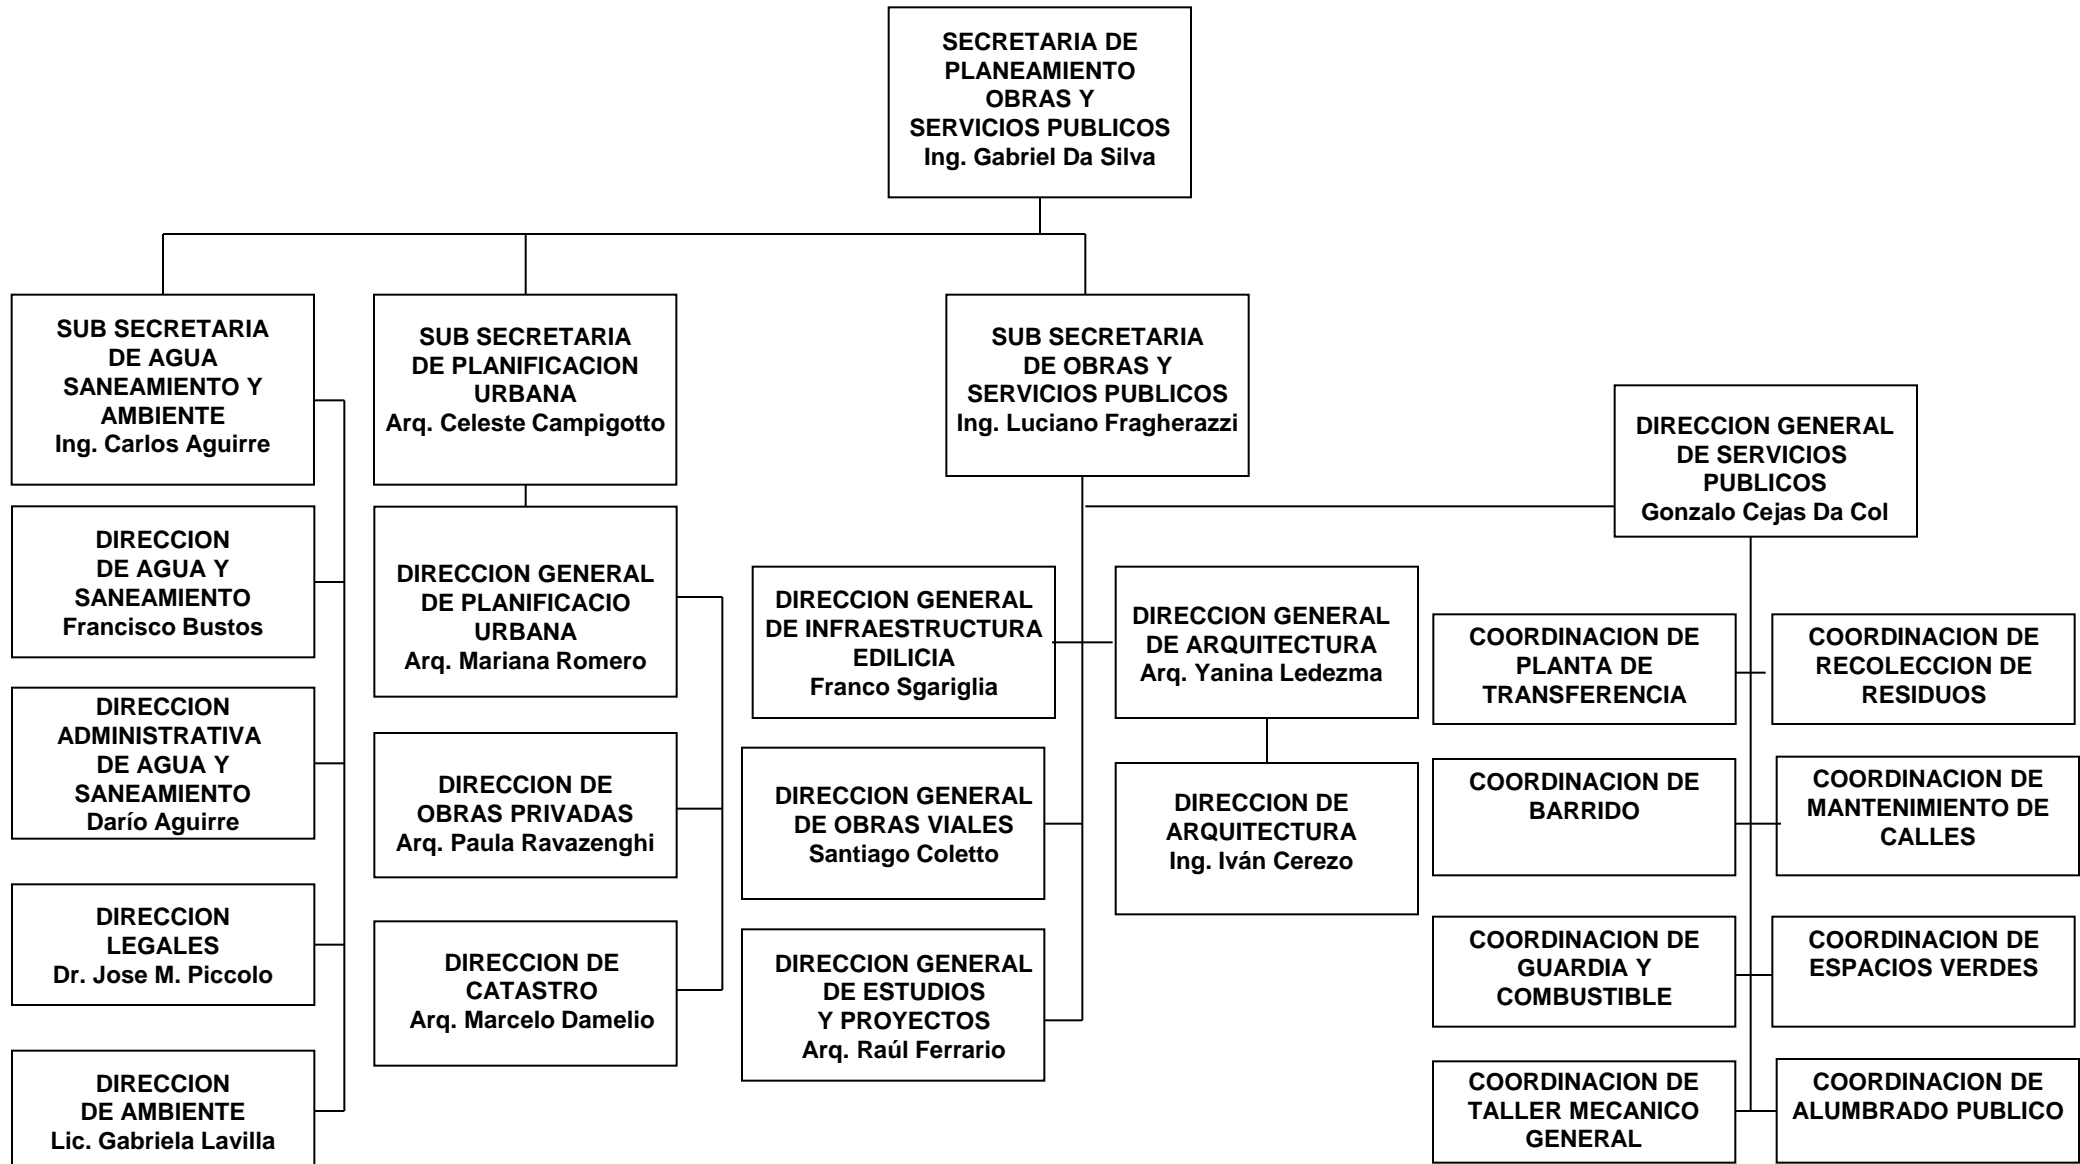 SECRETARIA DE
PLANEAMIENTO
OBRAS Y
SERVICIOS PUBLICOS
Ing. Gabriel Da Silva
SUB SECRETARIA
DE AGUA
SANEAMIENTO Y
AMBIENTE
Ing. Carlos Aguirre
DIRECCION
DE AGUA Y
SANEAMIENTO
Francisco Bustos
DIRECCION
ADMINISTRATIVA
DE AGUA Y
SANEAMIENTO
Darío Aguirre
DIRECCION
LEGALES
Dr. Jose M. Piccolo
DIRECCION
DE AMBIENTE
Lic. Gabriela Lavilla
SUB SECRETARIA
DE PLANIFICACION
URBANA
Arq. Celeste Campigotto
DIRECCION GENERAL
DE PLANIFICACIO
URBANA
Arq. Mariana Romero
DIRECCION DE
OBRAS PRIVADAS
Arq. Paula Ravazenghi
DIRECCION DE
CATASTRO
Arq. Marcelo Damelio
SUB SECRETARIA
DE OBRAS Y
SERVICIOS PUBLICOS
Ing. Luciano Fragherazzi
DIRECCION GENERAL
DE INFRAESTRUCTURA
EDILICIA
Franco Sgariglia
DIRECCION GENERAL
DE ARQUITECTURA
Arq. Yanina Ledezma
DIRECCION GENERAL
DE OBRAS VIALES
Santiago Coletto
DIRECCION DE
ARQUITECTURA
Ing. Iván Cerezo
DIRECCION GENERAL
DE ESTUDIOS
Y PROYECTOS
Arq. Raúl Ferrario
DIRECCION GENERAL
DE SERVICIOS
PUBLICOS
Gonzalo Cejas Da Col
COORDINACION DE
PLANTA DE
TRANSFERENCIA
COORDINACION DE
RECOLECCION DE
RESIDUOS
COORDINACION DE
BARRIDO
COORDINACION DE
MANTENIMIENTO DE
CALLES
COORDINACION DE
GUARDIA Y
COMBUSTIBLE
COORDINACION DE
ESPACIOS VERDES
COORDINACION DE
TALLER MECANICO
GENERAL
COORDINACION DE
ALUMBRADO PUBLICO